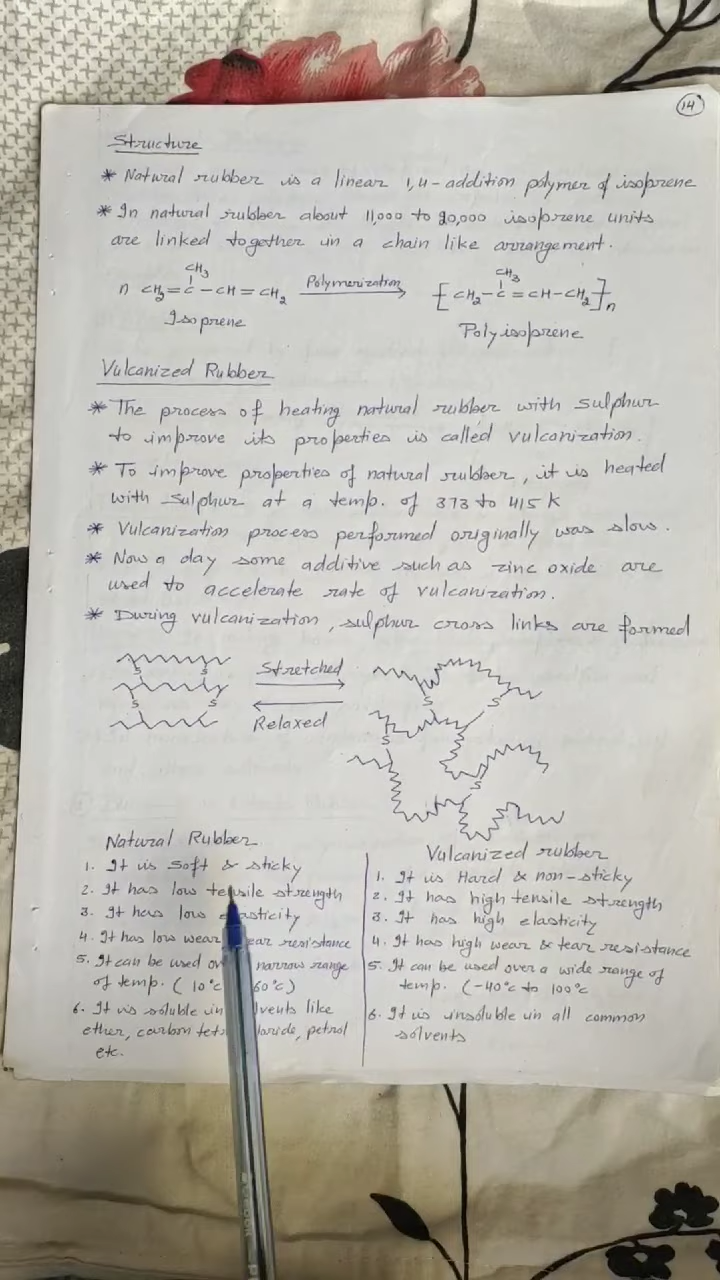 14
Structure
* Natural rubber is a linear 1,4-addition polymer of isoprene
* In natural rubber about 11,000 to 20,000 isoprene units
are linked together in a chain like arrangement.
CH3 CH3
n CH2=C-CH=CH2 Polymerization [CH2-C=CH-CH2]n
Isoprene Polyisoprene
Vulcanized Rubber
* The process of heating natural rubber with sulphur
to improve its properties is called vulcanization.
* To improve properties of natural rubber, it is heated
with sulphur at a temp. of 373 to 415 K
* Vulcanization process performed originally was slow.
* Now a day some additive such as zinc oxide are
used to accelerate rate of vulcanization.
* During vulcanization, sulphur cross links are formed
S S Stretched S S
S S Relaxed S S
Natural Rubber
1. It is soft & sticky
2. It has low tensile strength
3. It has low elasticity
4. It has low wear resistance
5. It can be used narrow range
of temp. (10°c 60°c)
6. It is soluble in like
ether, carbon petrol
etc.
Vulcanized rubber
1. It is Hard & non-sticky
2. It has high tensile strength
3. It has high elasticity
4. It has high wear & tear resistance
5. It can be used over a wide range of
temp. (-40°c to 100°c
6. It is insoluble in all common
solvents